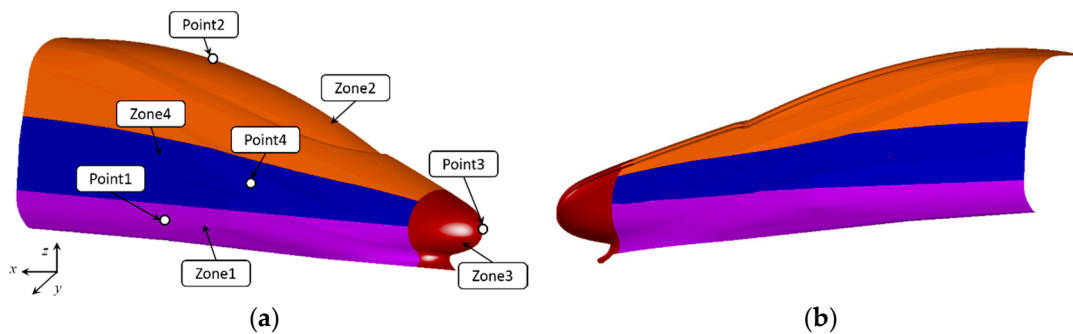 Point2
Zone2
Zone4
Point4
Point3
Point1
z
x
y
Zone1
Zone3
(a)
(b)